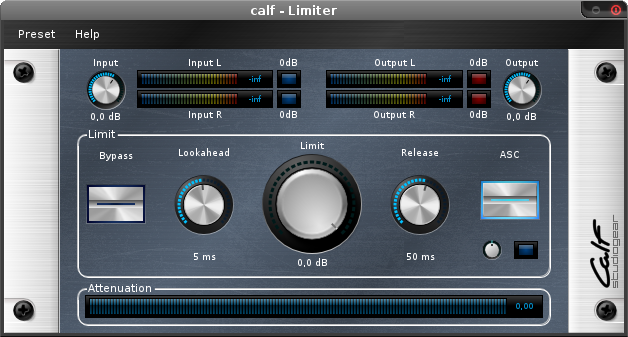 calf - Limiter
Preset Help
Input Input L 0dB Output L 0dB Output
-inf -inf
-inf -inf
0,0 dB Input R 0dB Output R 0dB 0,0 dB
Limit
Bypass Lookahead Limit Release ASC
5 ms 0,0 dB 50 ms
Calf studiogear
Attenuation
0,00